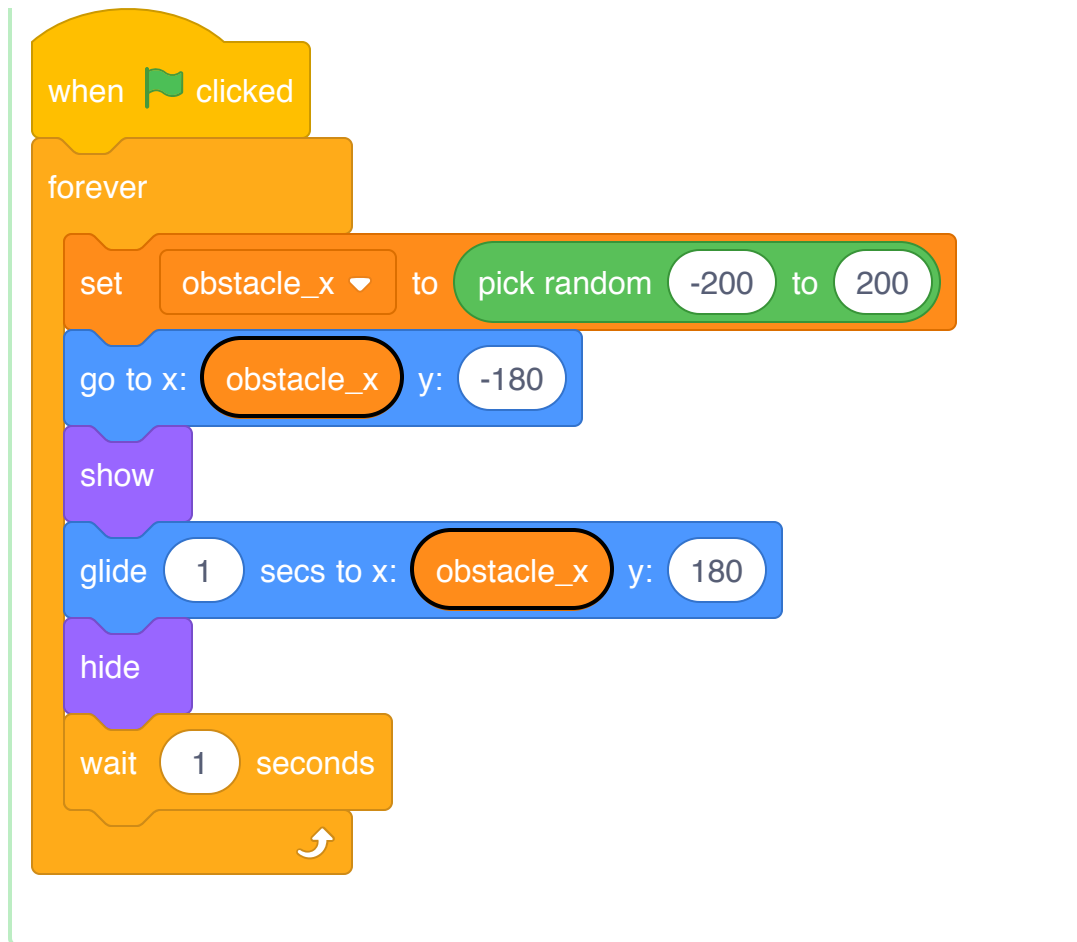 when clicked
forever
set obstacle_x to pick random -200 to 200
go to x: obstacle_x y: -180
show
glide 1 secs to x: obstacle_x y: 180
hide
wait 1 seconds